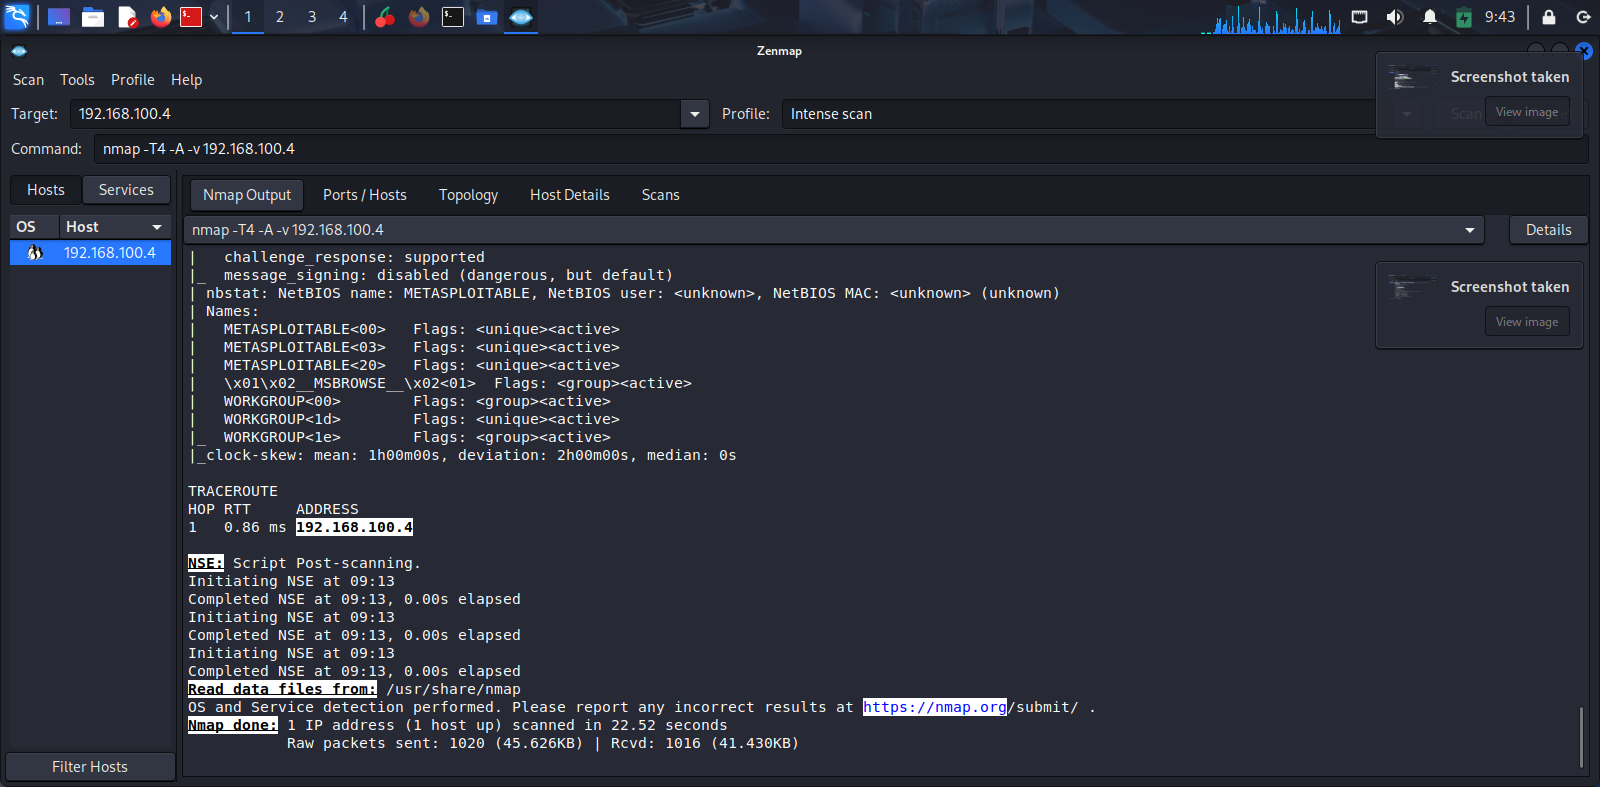 1 2 3 4
9:43
Zenmap
Scan Tools Profile Help
Screenshot taken
View image
Target: 192.168.100.4 Profile: Intense scan
Command: nmap -T4 -A -v 192.168.100.4
Hosts Services
Nmap Output Ports / Hosts Topology Host Details Scans
OS Host
192.168.100.4
nmap -T4 -A -v 192.168.100.4 Details
Screenshot taken
View image
|   challenge_response: supported
|_  message_signing: disabled (dangerous, but default)
| nbstat: NetBIOS name: METASPLOITABLE, NetBIOS user: <unknown>, NetBIOS MAC: <unknown> (unknown)
| Names:
|   METASPLOITABLE<00>   Flags: <unique><active>
|   METASPLOITABLE<03>   Flags: <unique><active>
|   METASPLOITABLE<20>   Flags: <unique><active>
|   \x01\x02__MSBROWSE__\x02<01>  Flags: <group><active>
|   WORKGROUP<00>        Flags: <group><active>
|   WORKGROUP<1d>        Flags: <unique><active>
|_  WORKGROUP<1e>        Flags: <group><active>
|_clock-skew: mean: 1h00m00s, deviation: 2h00m00s, median: 0s
TRACEROUTE
HOP RTT     ADDRESS
1   0.86 ms 192.168.100.4
NSE: Script Post-scanning.
Initiating NSE at 09:13
Completed NSE at 09:13, 0.00s elapsed
Initiating NSE at 09:13
Completed NSE at 09:13, 0.00s elapsed
Initiating NSE at 09:13
Completed NSE at 09:13, 0.00s elapsed
Read data files from: /usr/share/nmap
OS and Service detection performed. Please report any incorrect results at https://nmap.org/submit/ .
Nmap done: 1 IP address (1 host up) scanned in 22.52 seconds
Raw packets sent: 1020 (45.626KB) | Rcvd: 1016 (41.430KB)
Filter Hosts